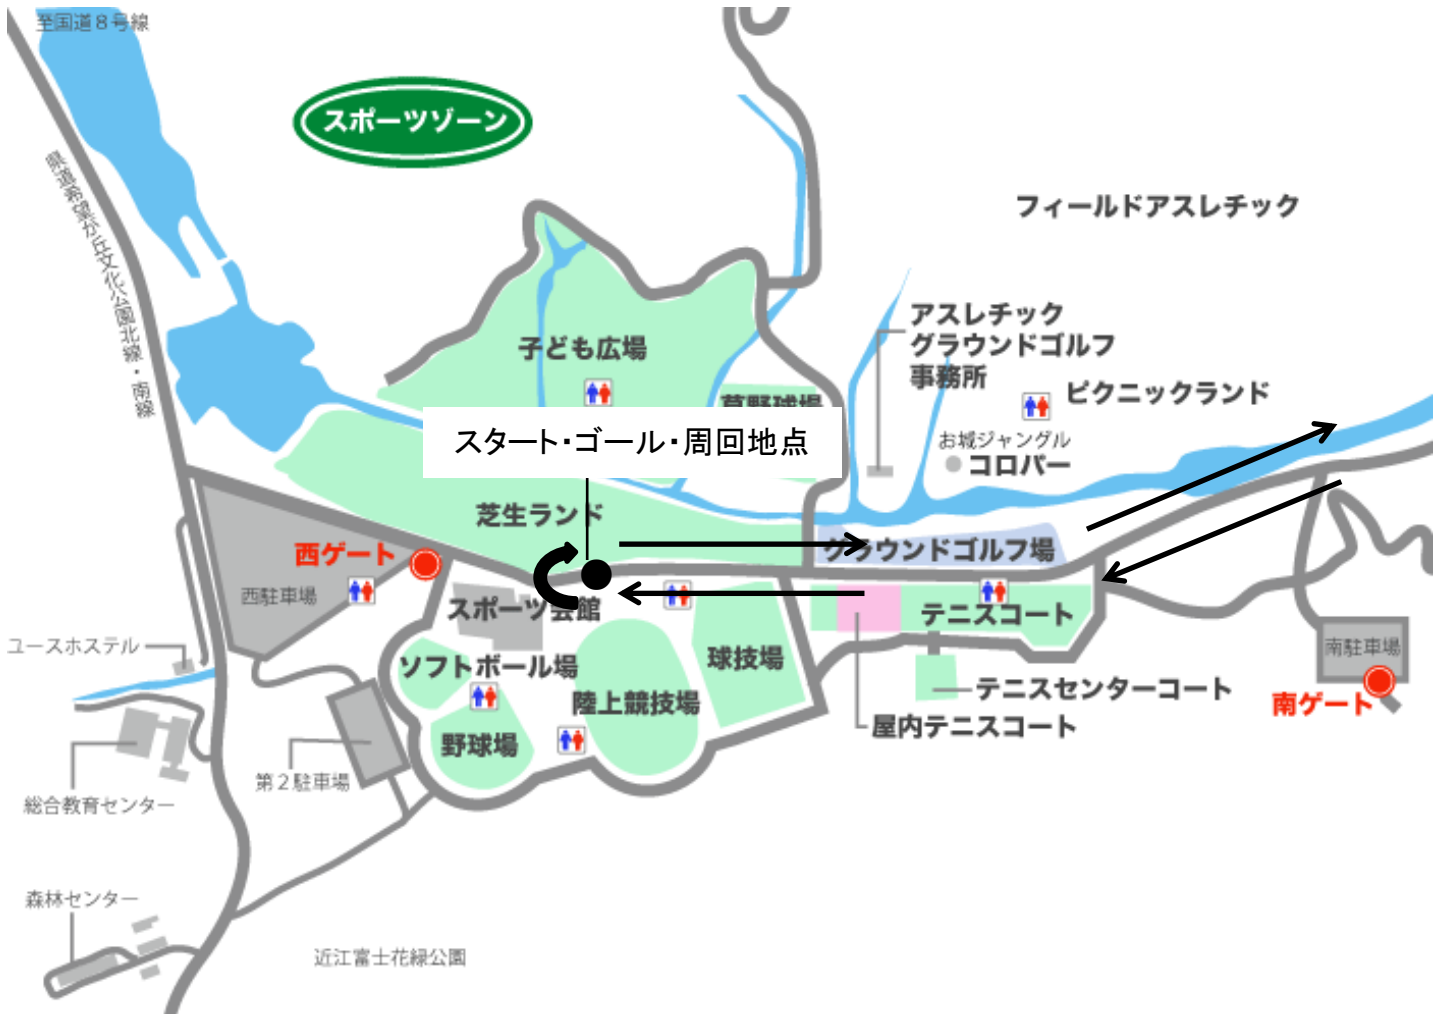 至国道８号線
スポーツゾーン
県道希望が丘文化公園北線・南線
フィールドアスレチック
アスレチック
グラウンドゴルフ
事務所
子ども広場
ピクニックランド
草野球場
お城ジャングル
コロパー
スタート・ゴール・周回地点
芝生ランド
西ゲート
グラウンドゴルフ場
西駐車場
スポーツ会館
テニスコート
ユースホステル
ソフトボール場
球技場
南駐車場
陸上競技場
テニスセンターコート
南ゲート
屋内テニスコート
野球場
第２駐車場
総合教育センター
森林センター
近江富士花緑公園